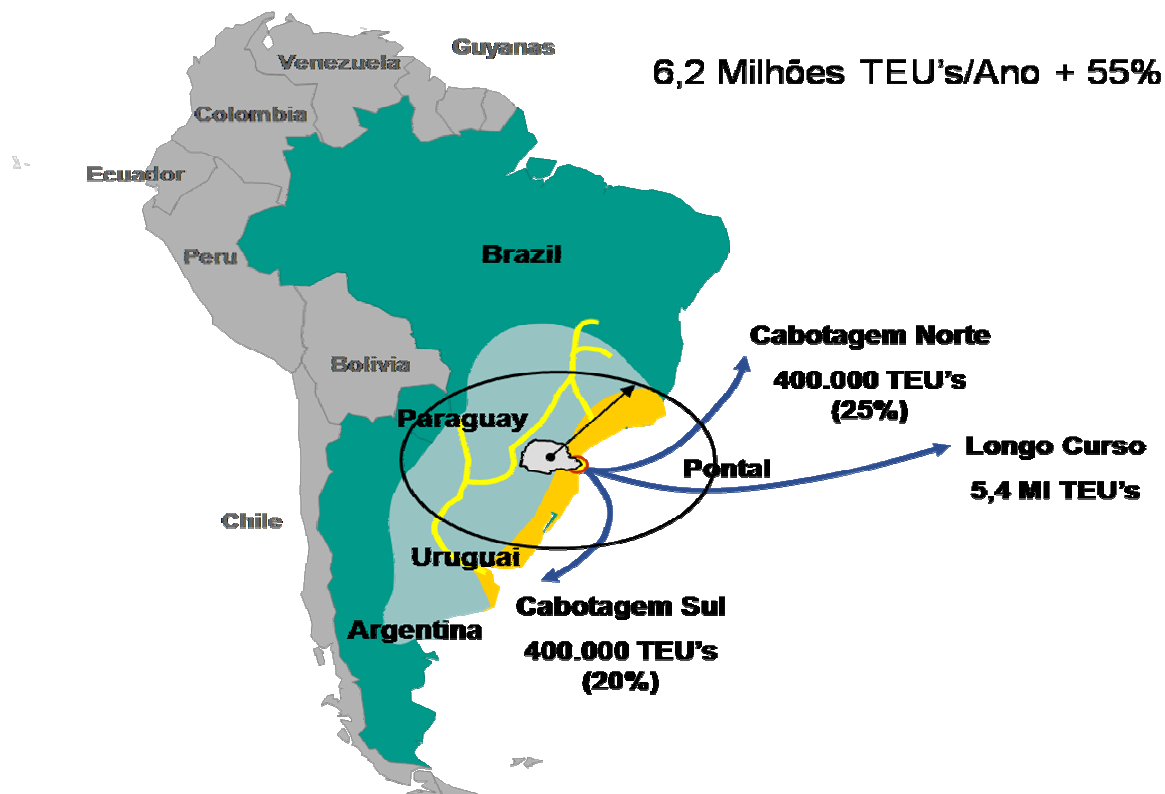 Guyanas
Venezuela
6,2 Milhões TEU's/Ano + 55%
Colombia
Ecuador
Peru
Brazil
Cabotagem Norte
400.000 TEU's
(25%)
Bolivia
Paraguay
Pontal
Longo Curso
5,4 MI TEU's
Chile
Uruguai
Cabotagem Sul
400.000 TEU's
(20%)
Argentina